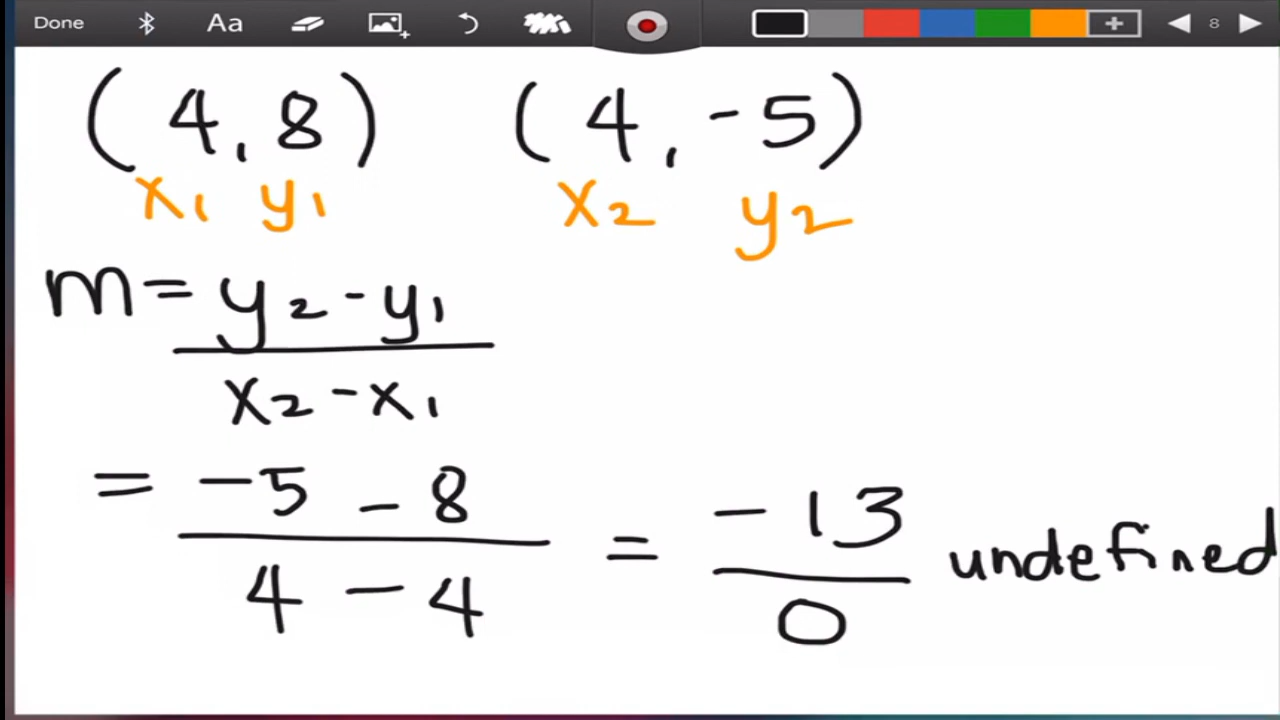 Done Aa 8
(4, 8) (4, -5)
x1 y1 x2 y2
m = y2 - y1
x2 - x1
= -5 - 8
4 - 4
= -13
0
undefined